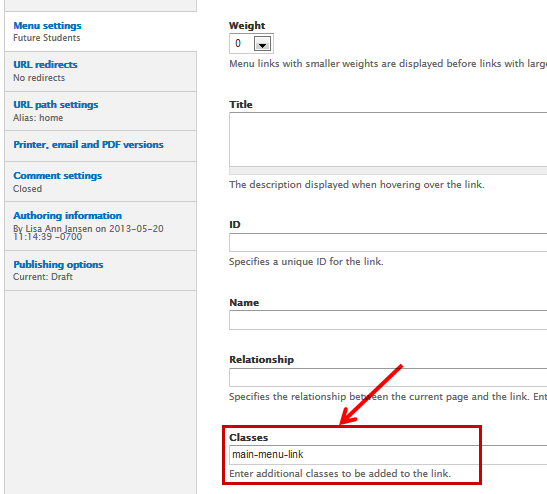 Menu settings
Future Students
URL redirects
No redirects
URL path settings
Alias: home
Printer, email and PDF versions
Comment settings
Closed
Authoring information
By Lisa Ann Jansen on 2013-05-20
11:14:39 -0700
Publishing options
Current: Draft
Weight
0
Menu links with smaller weights are displayed before links with larg
Title
The description displayed when hovering over the link.
ID
Specifies a unique ID for the link.
Name
Relationship
Specifies the relationship between the current page and the link. Ent
Classes
main-menu-link
Enter additional classes to be added to the link.